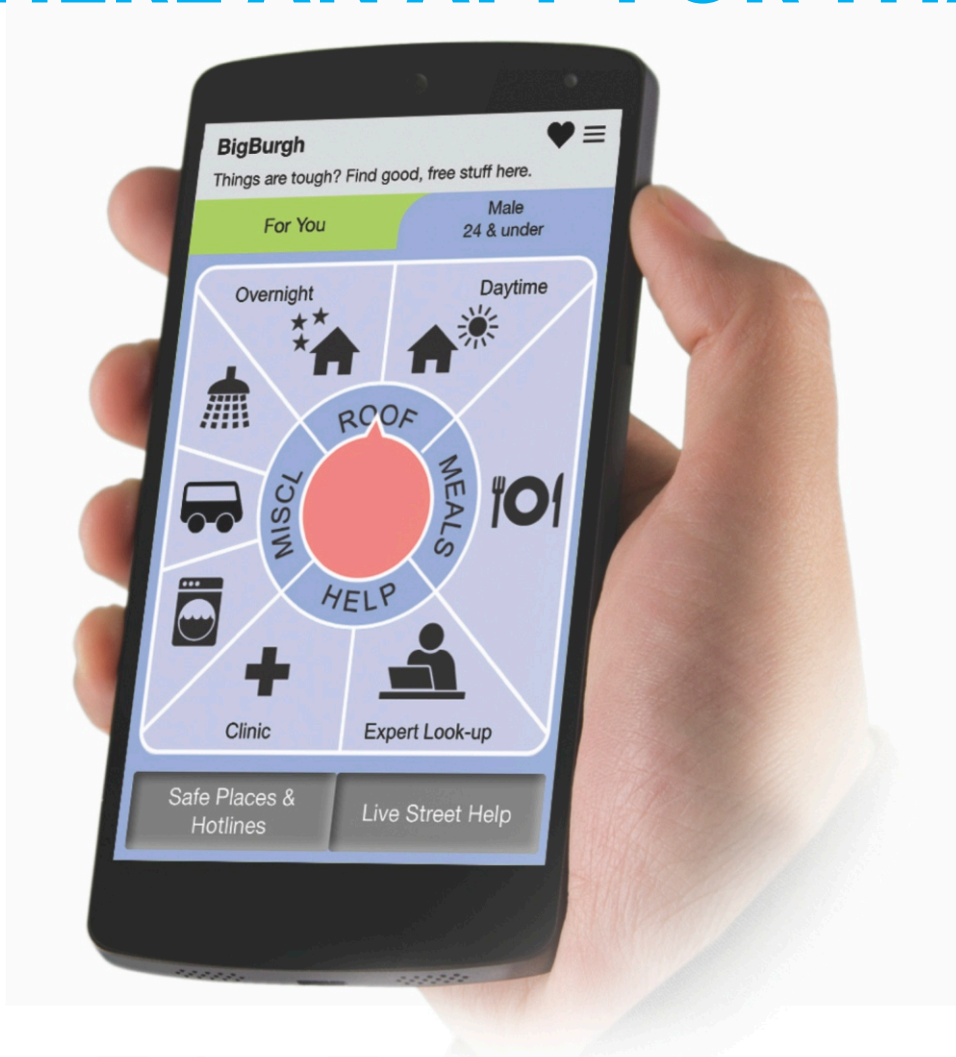 BigBurgh
Things are tough? Find good, free stuff here.
For You
Male
24 & under
Overnight
Daytime
ROOF
MEALS
MISCL
HELP
Clinic
Expert Look-up
Safe Places &
Hotlines
Live Street Help